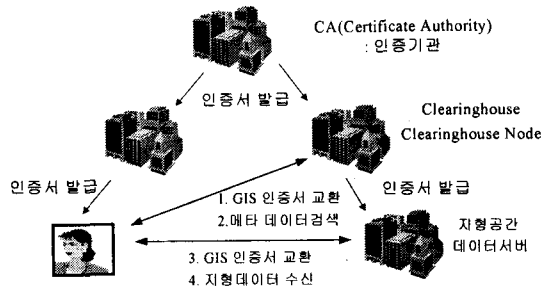 CA(Certificate Authority)
: 인증기관
인증서 발급
Clearinghouse
Clearinghouse Node
인증서 발급
인증서 발급
1. GIS 인증서 교환
2.메타 데이터검색
지형공간
데이터서버
3. GIS 인증서 교환
4. 지형데이터 수신